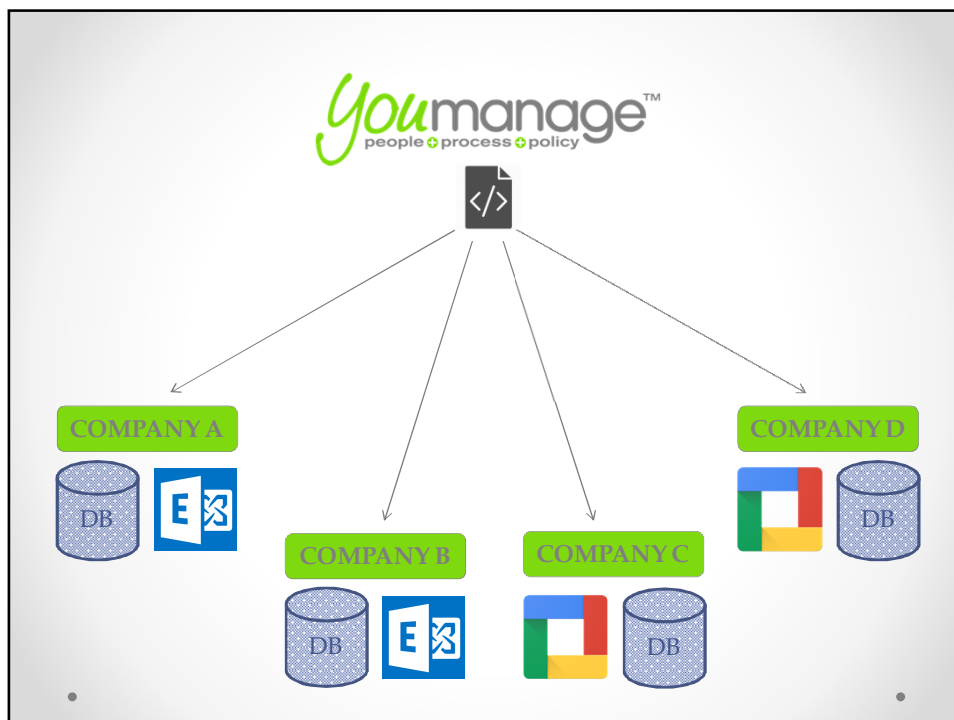 youmanage™
people+process+policy
</>
COMPANY A
COMPANY D
DB
E
DB
COMPANY B
COMPANY C
DB
E
DB